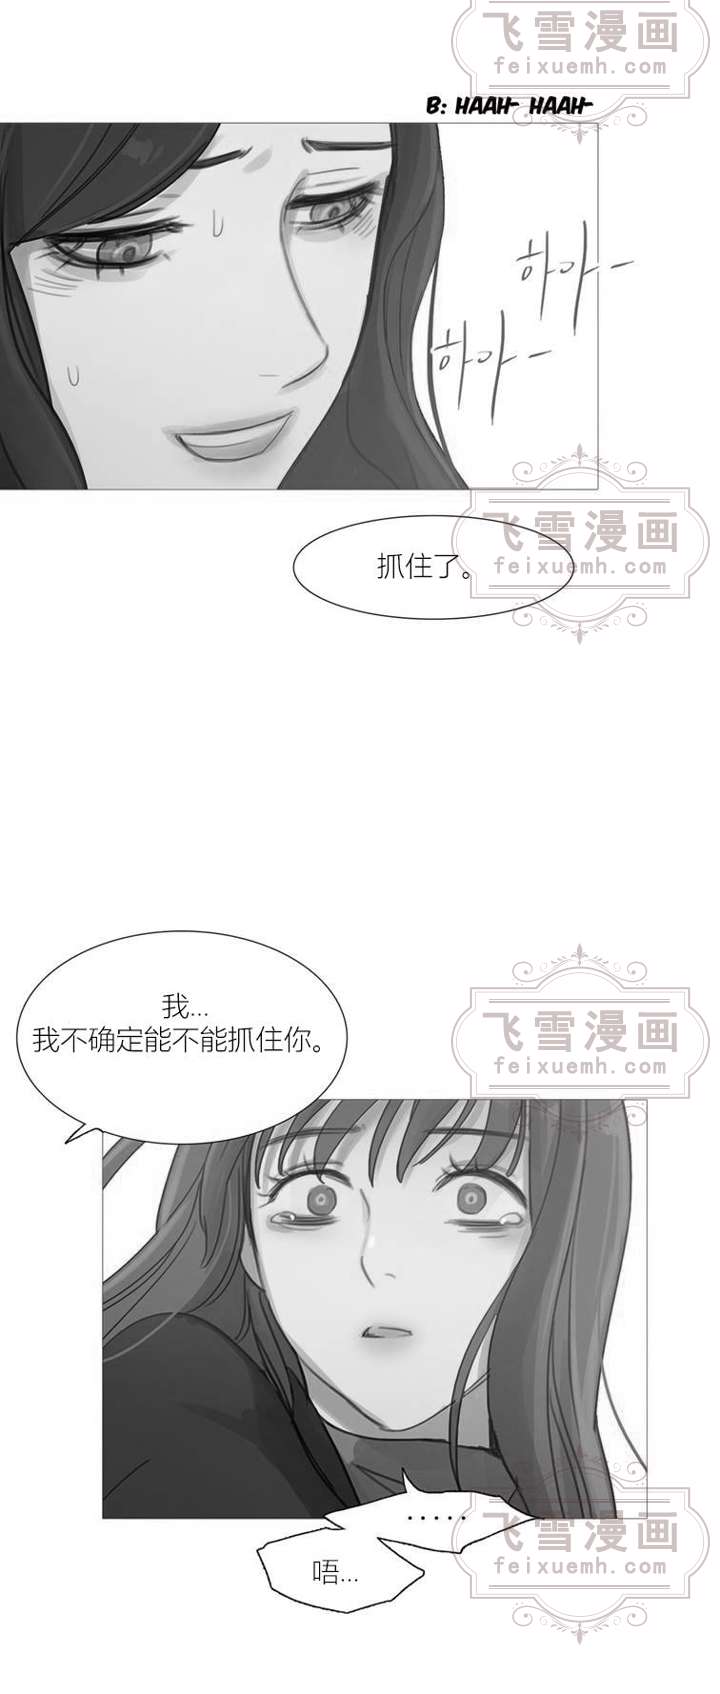 飞雪漫画
feixuemh.com
B: HAAH- HAAH-
하아-
하아-
飞雪漫画
feixuemh.com
抓住了。
我...
我不确定能不能抓住你。
飞雪漫画
feixuemh.com
.....
飞雪漫画
feixuemh.com
唔...